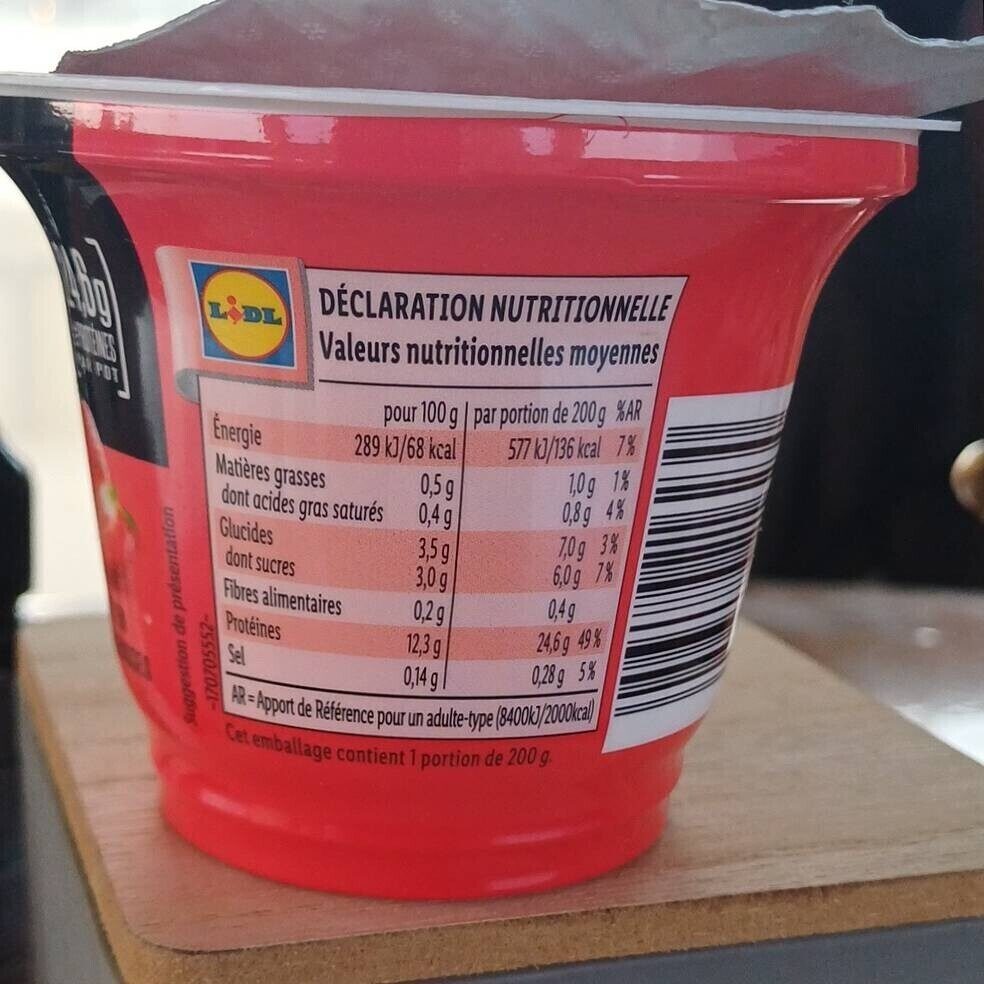 LIDL
DÉCLARATION NUTRITIONNELLE
Valeurs nutritionnelles moyennes
pour 100 g par portion de 200 g %AR
Énergie 289 kJ/68 kcal 577 kJ/136 kcal 7%
Matières grasses 0,5 g 1,0 g 1%
dont acides gras saturés 0,4 g 0,8 g 4%
Glucides 3,5 g 7,0 g 3%
dont sucres 3,0 g 6,0 g 7%
Fibres alimentaires 0,2 g 0,4 g
Protéines 12,3 g 24,6 g 49%
Sel 0,14 g 0,28 g 5%
AR = Apport de Référence pour un adulte-type (8400kJ/2000kcal)
Cet emballage contient 1 portion de 200 g.
Suggestion de présentation
-170705552-
POT